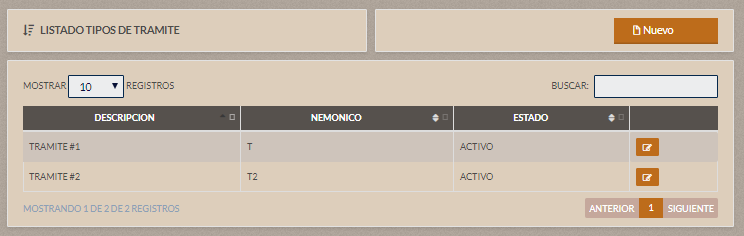 LISTADO TIPOS DE TRAMITE
Nuevo
MOSTRAR 10 REGISTROS
BUSCAR:
DESCRIPCION NEMONICO ESTADO
TRAMITE #1 T ACTIVO
TRAMITE #2 T2 ACTIVO
MOSTRANDO 1 DE 2 DE 2 REGISTROS
ANTERIOR 1 SIGUIENTE